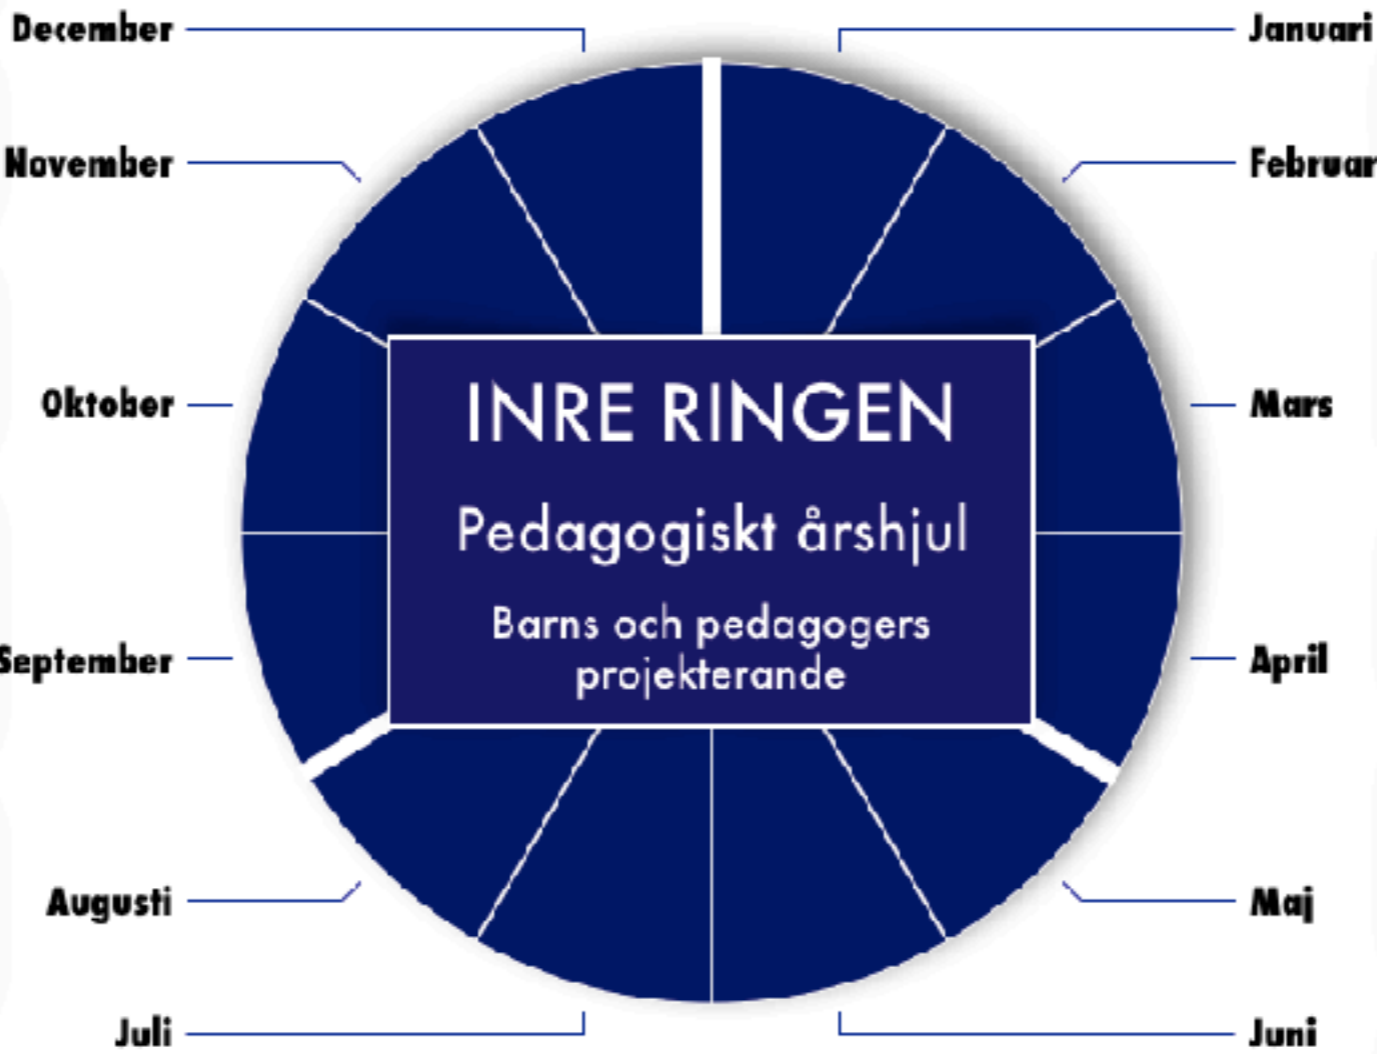 December
Januari
November
Februar
Oktober
Mars
INRE RINGEN
Pedagogiskt årshjul
Barns och pedagogers
projekterande
September
April
Augusti
Maj
Juli
Juni